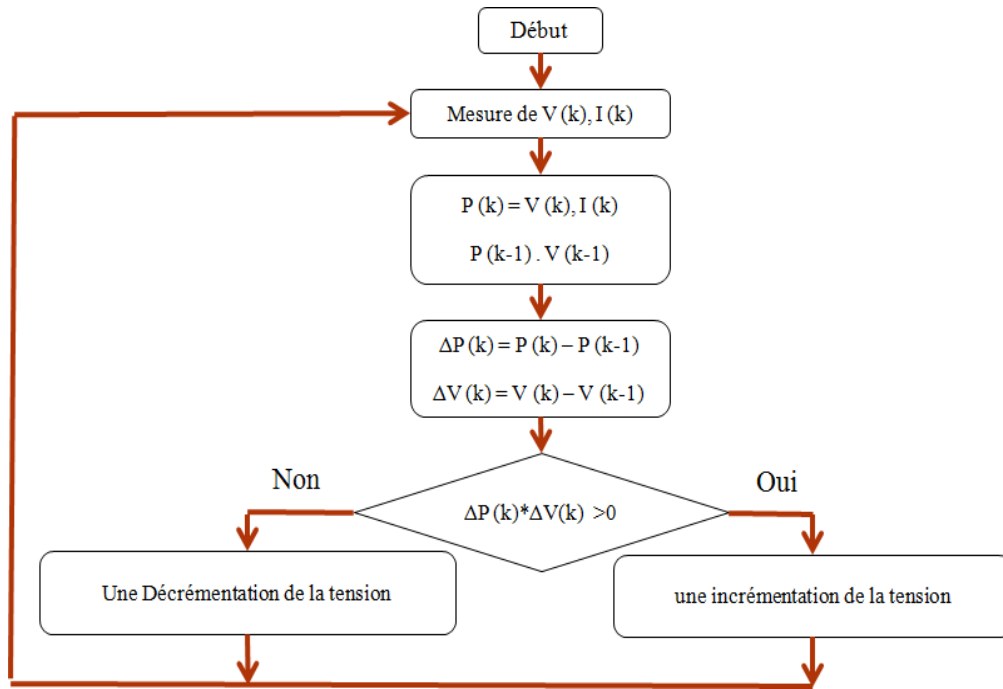 Début
Mesure de V (k), I (k)
P (k) = V (k), I (k)
P (k-1) . V (k-1)
ΔP (k) = P (k) – P (k-1)
ΔV (k) = V (k) – V (k-1)
Non
Oui
ΔP (k)*ΔV(k) >0
Une Décrémentation de la tension
une incrémentation de la tension